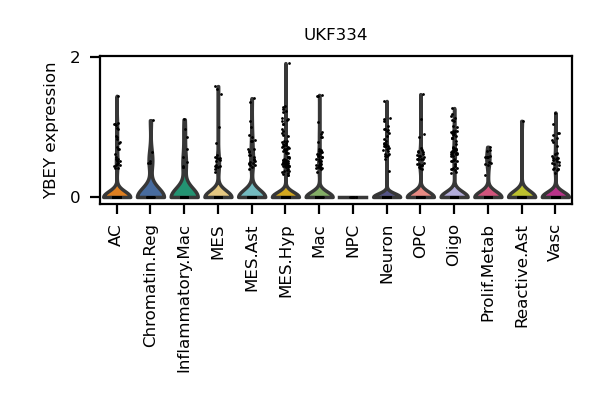 UKF334
YBEY expression
2
0
AC
Chromatin.Reg
Inflammatory.Mac
MES
MES.Ast
MES.Hyp
Mac
NPC
Neuron
OPC
Oligo
Prolif.Metab
Reactive.Ast
Vasc